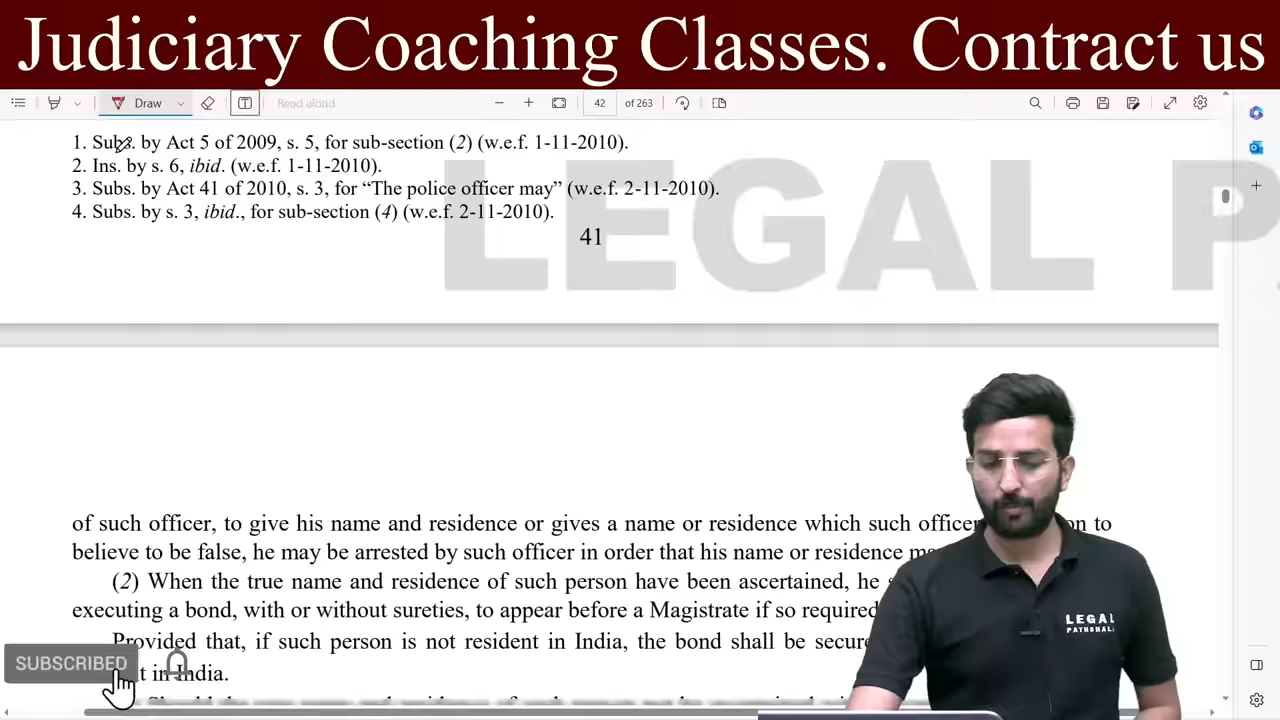 Judiciary Coaching Classes. Contract us
Draw
Read aloud
42 of 263
1. Subs. by Act 5 of 2009, s. 5, for sub-section (2) (w.e.f. 1-11-2010).
2. Ins. by s. 6, ibid. (w.e.f. 1-11-2010).
3. Subs. by Act 41 of 2010, s. 3, for “The police officer may” (w.e.f. 2-11-2010).
4. Subs. by s. 3, ibid., for sub-section (4) (w.e.f. 2-11-2010).
41
LEGAL P
of such officer, to give his name and residence or gives a name or residence which such officer to
believe to be false, he may be arrested by such officer in order that his name or residence
(2) When the true name and residence of such person have been ascertained, he
executing a bond, with or without sureties, to appear before a Magistrate if so required
Provided that, if such person is not resident in India, the bond shall be
in India.
LEGAL
PATHSHALA
SUBSCRIBED